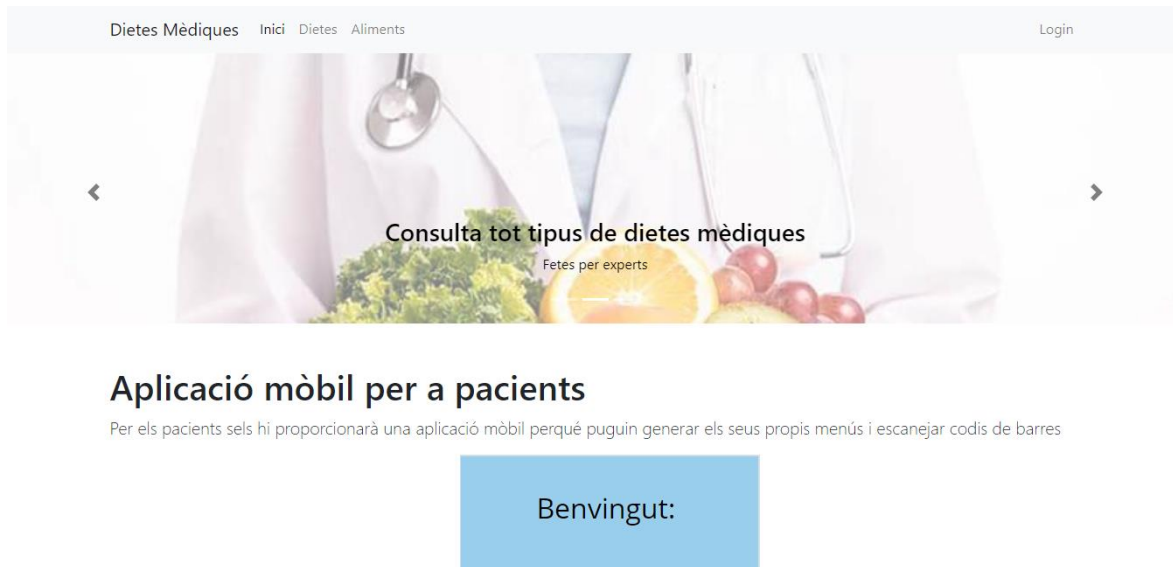 Dietes Mèdiques Inici Dietes Aliments Login
Consulta tot tipus de dietes mèdiques
Fetes per experts
Aplicació mòbil per a pacients
Per els pacients sels hi proporcionarà una aplicació mòbil perqué puguin generar els seus propis menús i escanejar codis de barres
Benvingut: